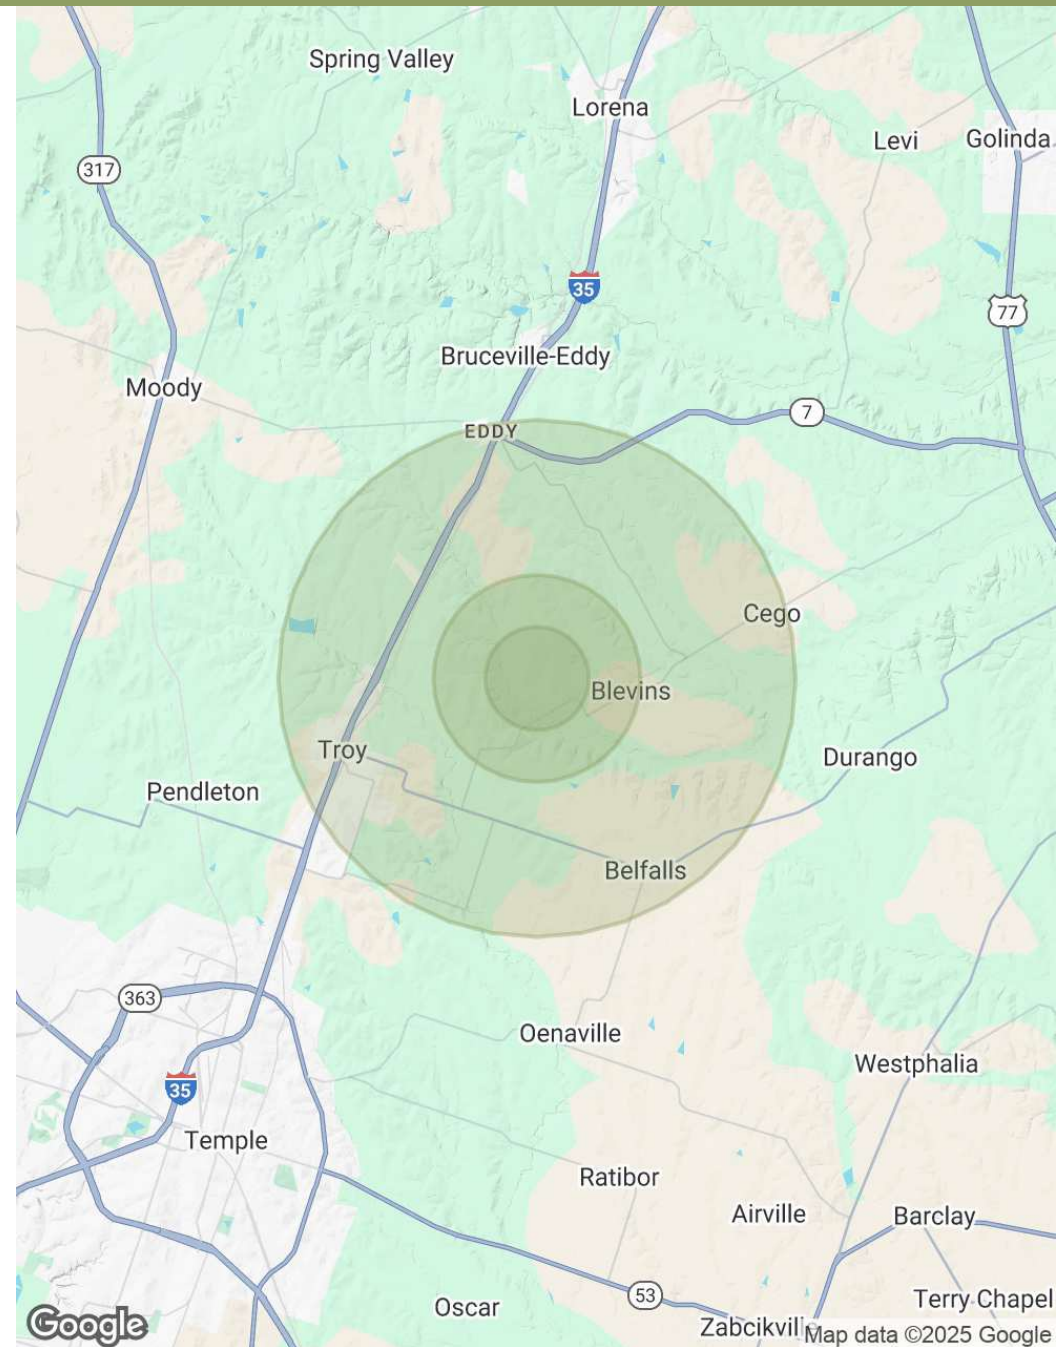 Spring Valley
Lorena
Levi
Golinda
317
35
77
Bruceville-Eddy
Moody
7
EDDY
Cego
Blevins
Troy
Durango
Pendleton
Belfalls
363
Oenaville
Westphalia
35
Temple
Ratibor
Airville
Barclay
53
Terry Chapel
Oscar
Zabcikvill
Google
Map data ©2025 Google